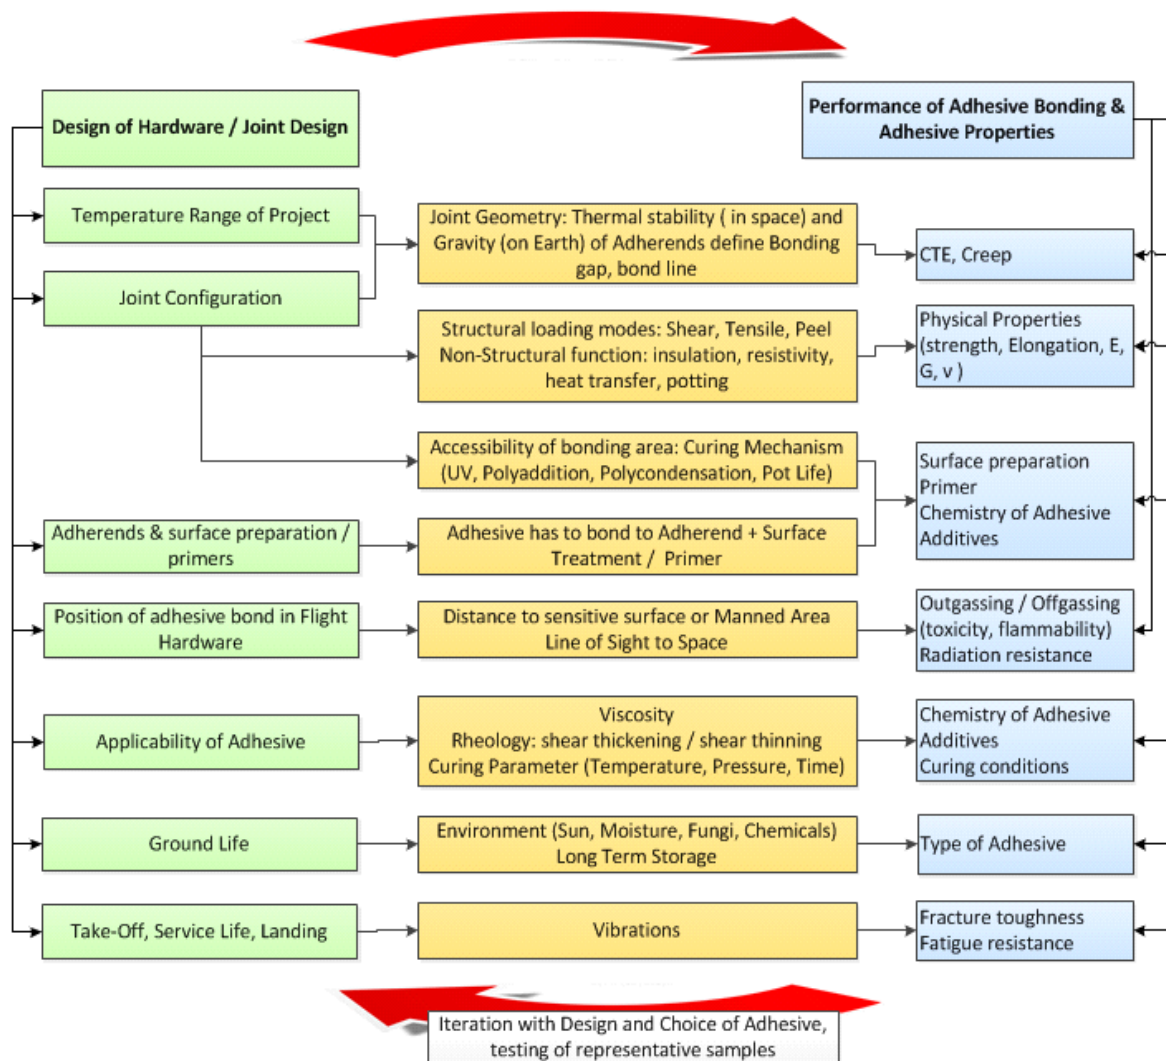 Design of Hardware / Joint Design
Performance of Adhesive Bonding &
Adhesive Properties
Temperature Range of Project
Joint Configuration
Joint Geometry: Thermal stability ( in space) and
Gravity (on Earth) of Adherends define Bonding
gap, bond line
CTE, Creep
Structural loading modes: Shear, Tensile, Peel
Non-Structural function: insulation, resistivity,
heat transfer, potting
Physical Properties
(strength, Elongation, E,
G, ν )
Accessibility of bonding area: Curing Mechanism
(UV, Polyaddition, Polycondensation, Pot Life)
Surface preparation
Primer
Chemistry of Adhesive
Additives
Adherends & surface preparation /
primers
Adhesive has to bond to Adherend + Surface
Treatment /  Primer
Position of adhesive bond in Flight
Hardware
Distance to sensitive surface or Manned Area
Line of Sight to Space
Outgassing / Offgassing
(toxicity, flammability)
Radiation resistance
Applicability of Adhesive
Viscosity
Rheology: shear thickening / shear thinning
Curing Parameter (Temperature, Pressure, Time)
Chemistry of Adhesive
Additives
Curing conditions
Ground Life
Environment (Sun, Moisture, Fungi, Chemicals)
Long Term Storage
Type of Adhesive
Take-Off, Service Life, Landing
Vibrations
Fracture toughness
Fatigue resistance
Iteration with Design and Choice of Adhesive,
testing of representative samples